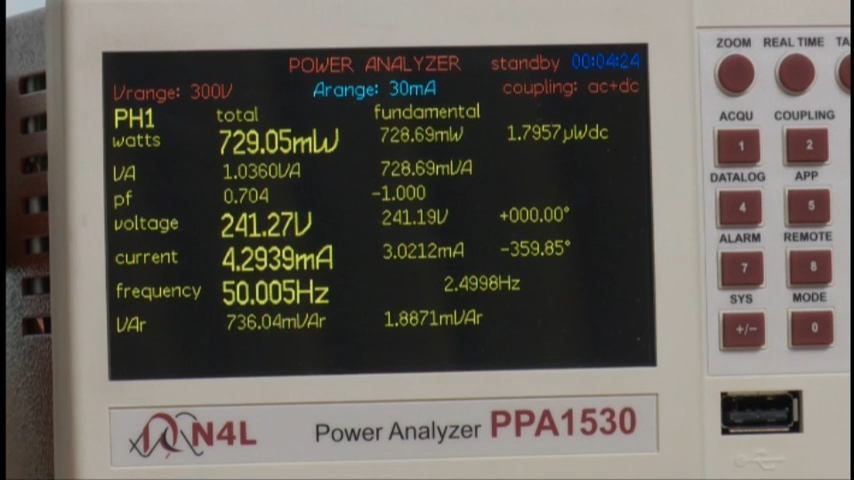 POWER ANALYZER standby 00:04:24
Vrange: 300V Arange: 30mA coupling: ac+dc
PH1 total fundamental
watts 729.05mW 728.69mW 1.7957µWdc
VA 1.0360VA 728.69mVA
pf 0.704 -1.000
voltage 241.27V 241.19V +000.00°
current 4.2939mA 3.0212mA -359.85°
frequency 50.005Hz 2.4998Hz
VAr 736.04mVAr 1.8871mVAr
N4L Power Analyzer PPA1530
ZOOM REAL TIME
ACQU COUPLING
1 2
DATALOG APP
4 5
ALARM REMOTE
7 8
SYS MODE
+/- 0